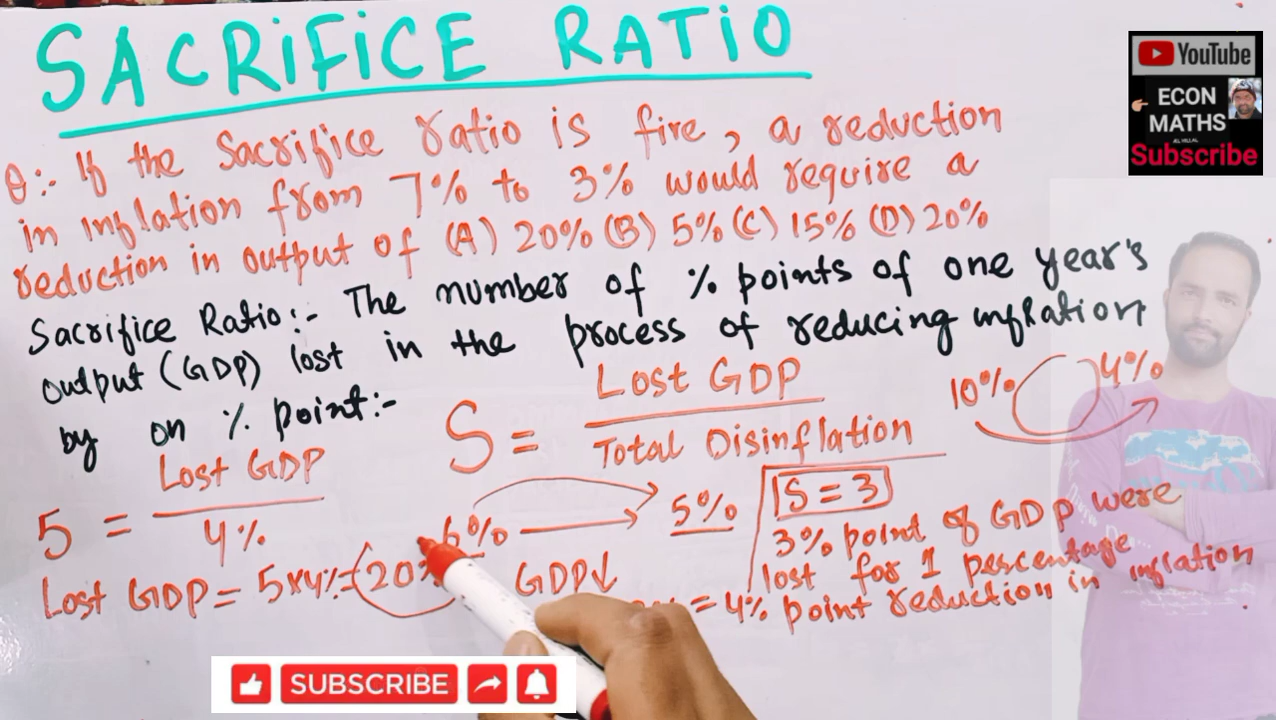 SACRiFiCE RATiO
YouTube
ECON
MATHS
Subscribe
Q:- If the Sacrifice ratio is fire, a reduction
in inflation from 7% to 3% would require a
reduction in output of (A) 20% (B) 5% (C) 15% (D) 20%
Sacrifice Ratio:- The number of % points of one year's
output (GDP) lost in the process of reducing inflation
by on % point:-
S = Lost GDP
Total Disinflation
10% 4%
5 = Lost GDP
4%
6% 5%
S = 3
3% point of GDP were
lost for 1 percentage
= 4% point reduction in inflation
Lost GDP = 5x4% = (20%
GDP↓
SUBSCRIBE